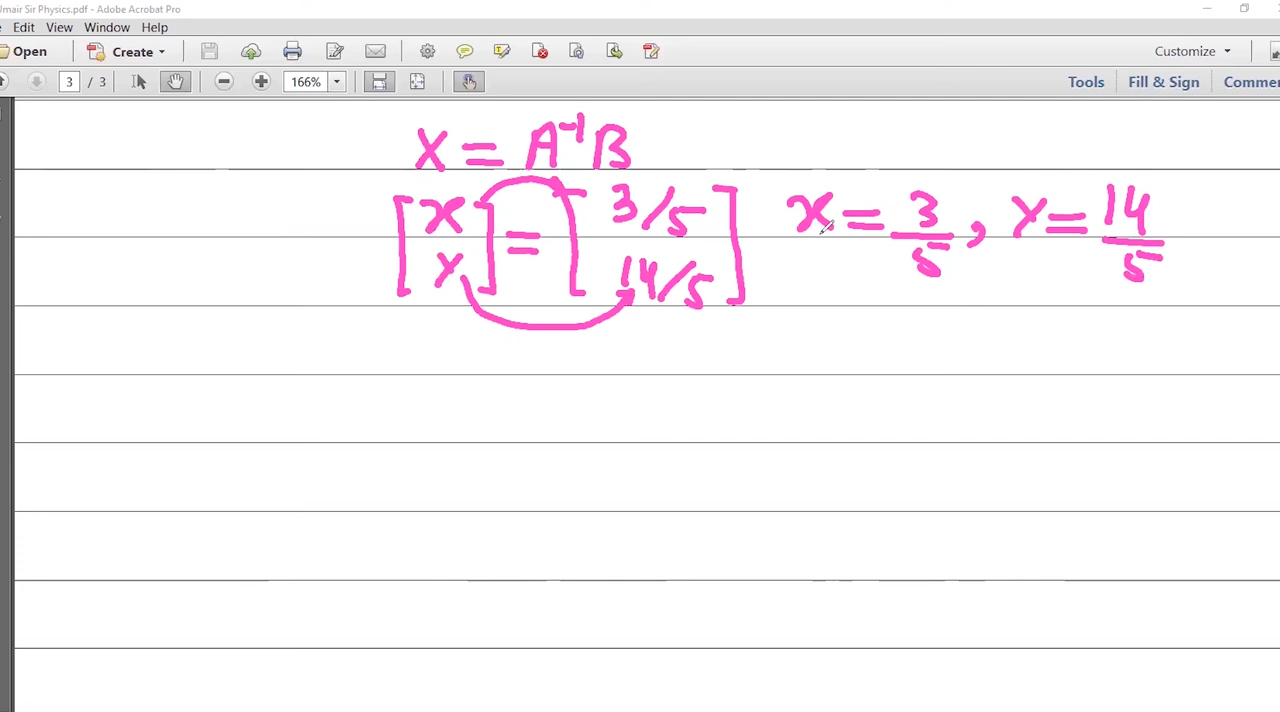 Umair Sir Physics.pdf - Adobe Acrobat Pro
Edit View Window Help
Open Create Customize
3 / 3 166% Tools Fill & Sign Commer
X = A⁻¹B
[x y] = [3/5 14/5] x = 3/5, y = 14/5